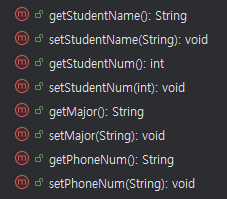 getStudentName(): String
setStudentName(String): void
getStudentNum(): int
setStudentNum(int): void
getMajor(): String
setMajor(String): void
getPhoneNum(): String
setPhoneNum(String): void